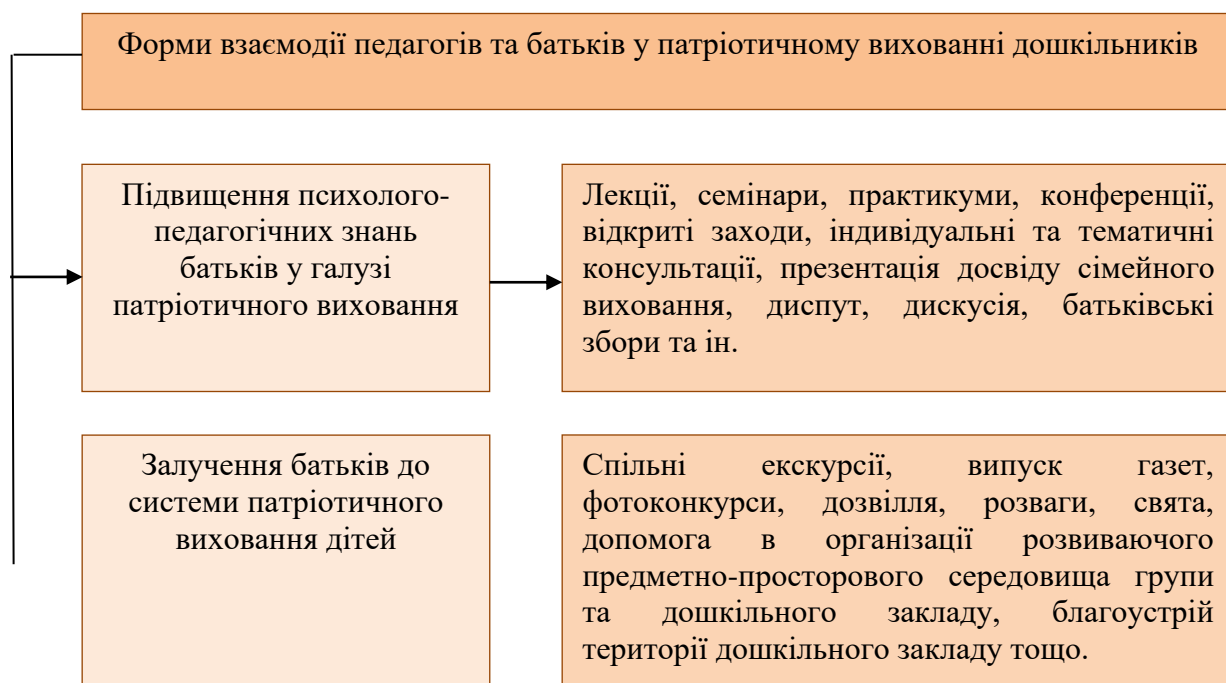 Форми взаємодії педагогів та батьків у патріотичному вихованні дошкільників
Підвищення психолого-
педагогічних знань
батьків у галузі
патріотичного виховання
Лекції, семінари, практикуми, конференції,
відкриті заходи, індивідуальні та тематичні
консультації, презентація досвіду сімейного
виховання, диспут, дискусія, батьківські
збори та ін.
Залучення батьків до
системи патріотичного
виховання дітей
Спільні екскурсії, випуск газет,
фотоконкурси, дозвілля, розваги, свята,
допомога в організації розвиваючого
предметно-просторового середовища групи
та дошкільного закладу, благоустрій
території дошкільного закладу тощо.